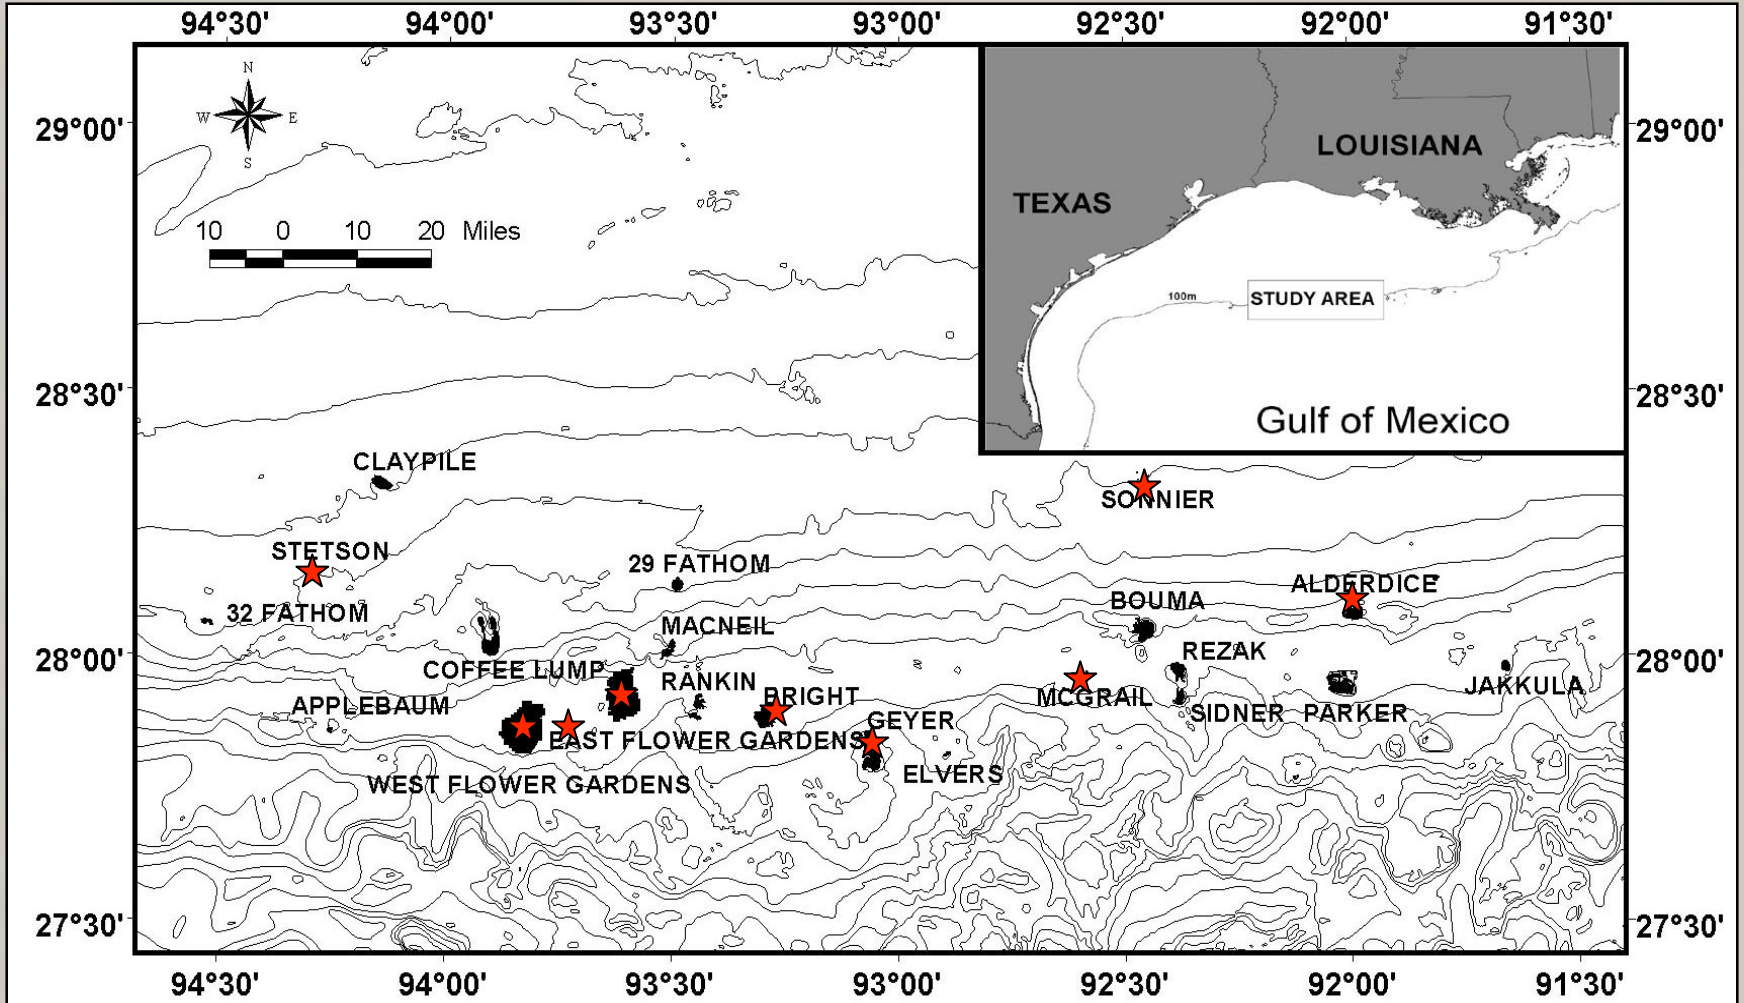 94°30' 94°00' 93°30' 93°00' 92°30' 92°00' 91°30'
N
W E
S
29°00' 29°00'
LOUISIANA
TEXAS
10 0 10 20 Miles
100m
STUDY AREA
28°30' 28°30'
Gulf of Mexico
CLAYPILE
SONNIER
STETSON
29 FATHOM
ALDERDICE
BOUMA
32 FATHOM
MACNEIL
REZAK
28°00' 28°00'
COFFEE LUMP
RANKIN
JAKKULA
BRIGHT
MCGRAIL
APPLEBAUM
SIDNER
PARKER
GEYER
EAST FLOWER GARDENS
ELVERS
WEST FLOWER GARDENS
27°30' 27°30'
94°30' 94°00' 93°30' 93°00' 92°30' 92°00' 91°30'